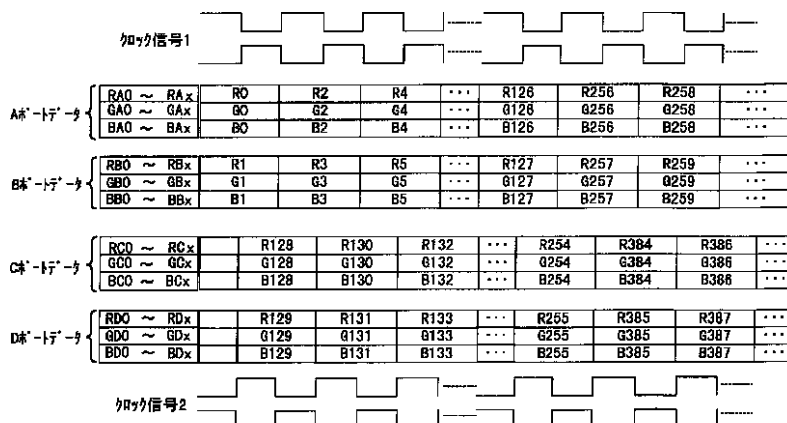 クロック信号1
Aポートデータ
RA0 ～ RAx R0 R2 R4 ・・・ R126 R256 R258 ・・・
GA0 ～ GAx G0 G2 G4 ・・・ G126 G256 G258 ・・・
BA0 ～ BAx B0 B2 B4 ・・・ B126 B256 B258 ・・・
Bポートデータ
RB0 ～ RBx R1 R3 R5 ・・・ R127 R257 R259 ・・・
GB0 ～ GBx G1 G3 G5 ・・・ G127 G257 G259 ・・・
BB0 ～ BBx B1 B3 B5 ・・・ B127 B257 B259 ・・・
Cポートデータ
RC0 ～ RCx R128 R130 R132 ・・・ R254 R384 R386 ・・・
GC0 ～ GCx G128 G130 G132 ・・・ G254 G384 G386 ・・・
BC0 ～ BCx B128 B130 B132 ・・・ B254 B384 B386 ・・・
Dポートデータ
RD0 ～ RDx R129 R131 R133 ・・・ R255 R385 R387 ・・・
GD0 ～ GDx G129 G131 G133 ・・・ G255 G385 G387 ・・・
BD0 ～ BDx B129 B131 B133 ・・・ B255 B385 B387 ・・・
クロック信号2